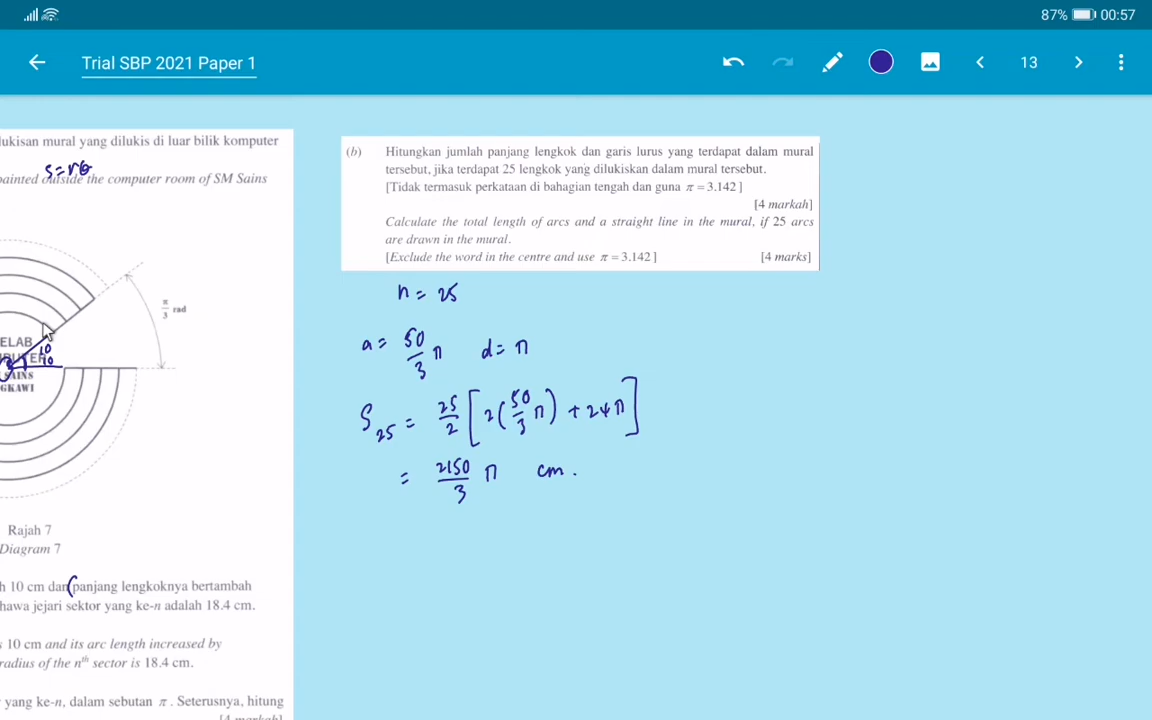 87% 00:57
Trial SBP 2021 Paper 1
13
lukisan mural yang dilukis di luar bilik komputer
s=rθ
painted outside the computer room of SM Sains
π/3 rad
ELAB
10
10
SAINS
GKAWI
Rajah 7
Diagram 7
h 10 cm dan (panjang lengkoknya bertambah
hawa jejari sektor yang ke-n adalah 18.4 cm.
s 10 cm and its arc length increased by
radius of the nth sector is 18.4 cm.
yang ke-n, dalam sebutan π. Seterusnya, hitung
[4 markah]
(b) Hitungkan jumlah panjang lengkok dan garis lurus yang terdapat dalam mural
tersebut, jika terdapat 25 lengkok yang dilukiskan dalam mural tersebut.
[Tidak termasuk perkataan di bahagian tengah dan guna π = 3.142]
[4 markah]
Calculate the total length of arcs and a straight line in the mural, if 25 arcs
are drawn in the mural.
[Exclude the word in the centre and use π = 3.142] [4 marks]
n = 25
a = 50/3 π d = π
S25 = 25/2 [2(50/3 π) + 24π]
= 2150/3 π cm.